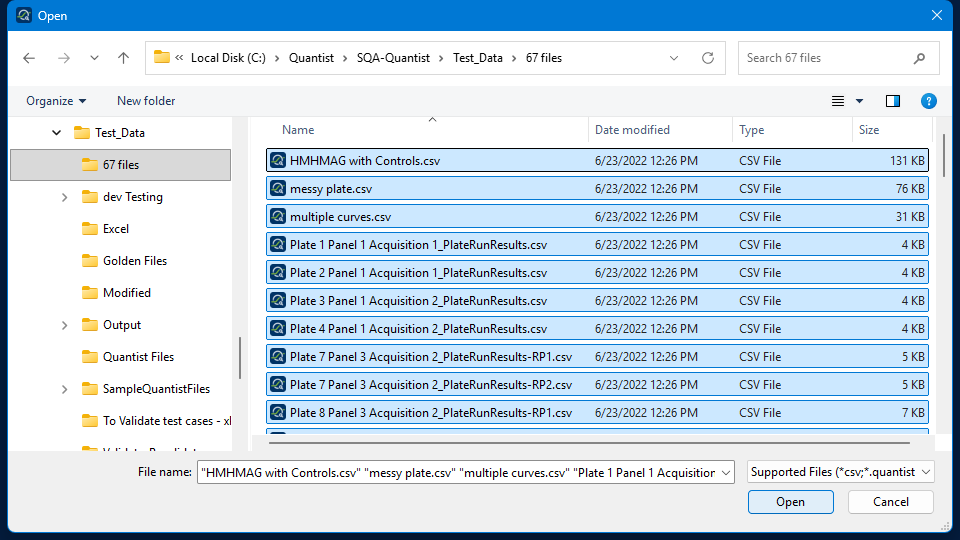 Open
« Local Disk (C:) > Quantist > SQA-Quantist > Test_Data > 67 files
Search 67 files
Organize New folder
Name Date modified Type Size
Test_Data
67 files
dev Testing
Excel
Golden Files
Modified
Output
Quantist Files
SampleQuantistFiles
To Validate test cases - xl
HMHMAG with Controls.csv 6/23/2022 12:26 PM CSV File 131 KB
messy plate.csv 6/23/2022 12:26 PM CSV File 76 KB
multiple curves.csv 6/23/2022 12:26 PM CSV File 31 KB
Plate 1 Panel 1 Acquisition 1_PlateRunResults.csv 6/23/2022 12:26 PM CSV File 4 KB
Plate 2 Panel 1 Acquisition 1_PlateRunResults.csv 6/23/2022 12:26 PM CSV File 4 KB
Plate 3 Panel 1 Acquisition 2_PlateRunResults.csv 6/23/2022 12:26 PM CSV File 4 KB
Plate 4 Panel 1 Acquisition 2_PlateRunResults.csv 6/23/2022 12:26 PM CSV File 4 KB
Plate 7 Panel 3 Acquisition 2_PlateRunResults-RP1.csv 6/23/2022 12:26 PM CSV File 5 KB
Plate 7 Panel 3 Acquisition 2_PlateRunResults-RP2.csv 6/23/2022 12:26 PM CSV File 5 KB
Plate 8 Panel 3 Acquisition 2_PlateRunResults-RP1.csv 6/23/2022 12:26 PM CSV File 7 KB
File name: "HMHMAG with Controls.csv" "messy plate.csv" "multiple curves.csv" "Plate 1 Panel 1 Acquisition
Supported Files (*csv;*.quantist
Open Cancel